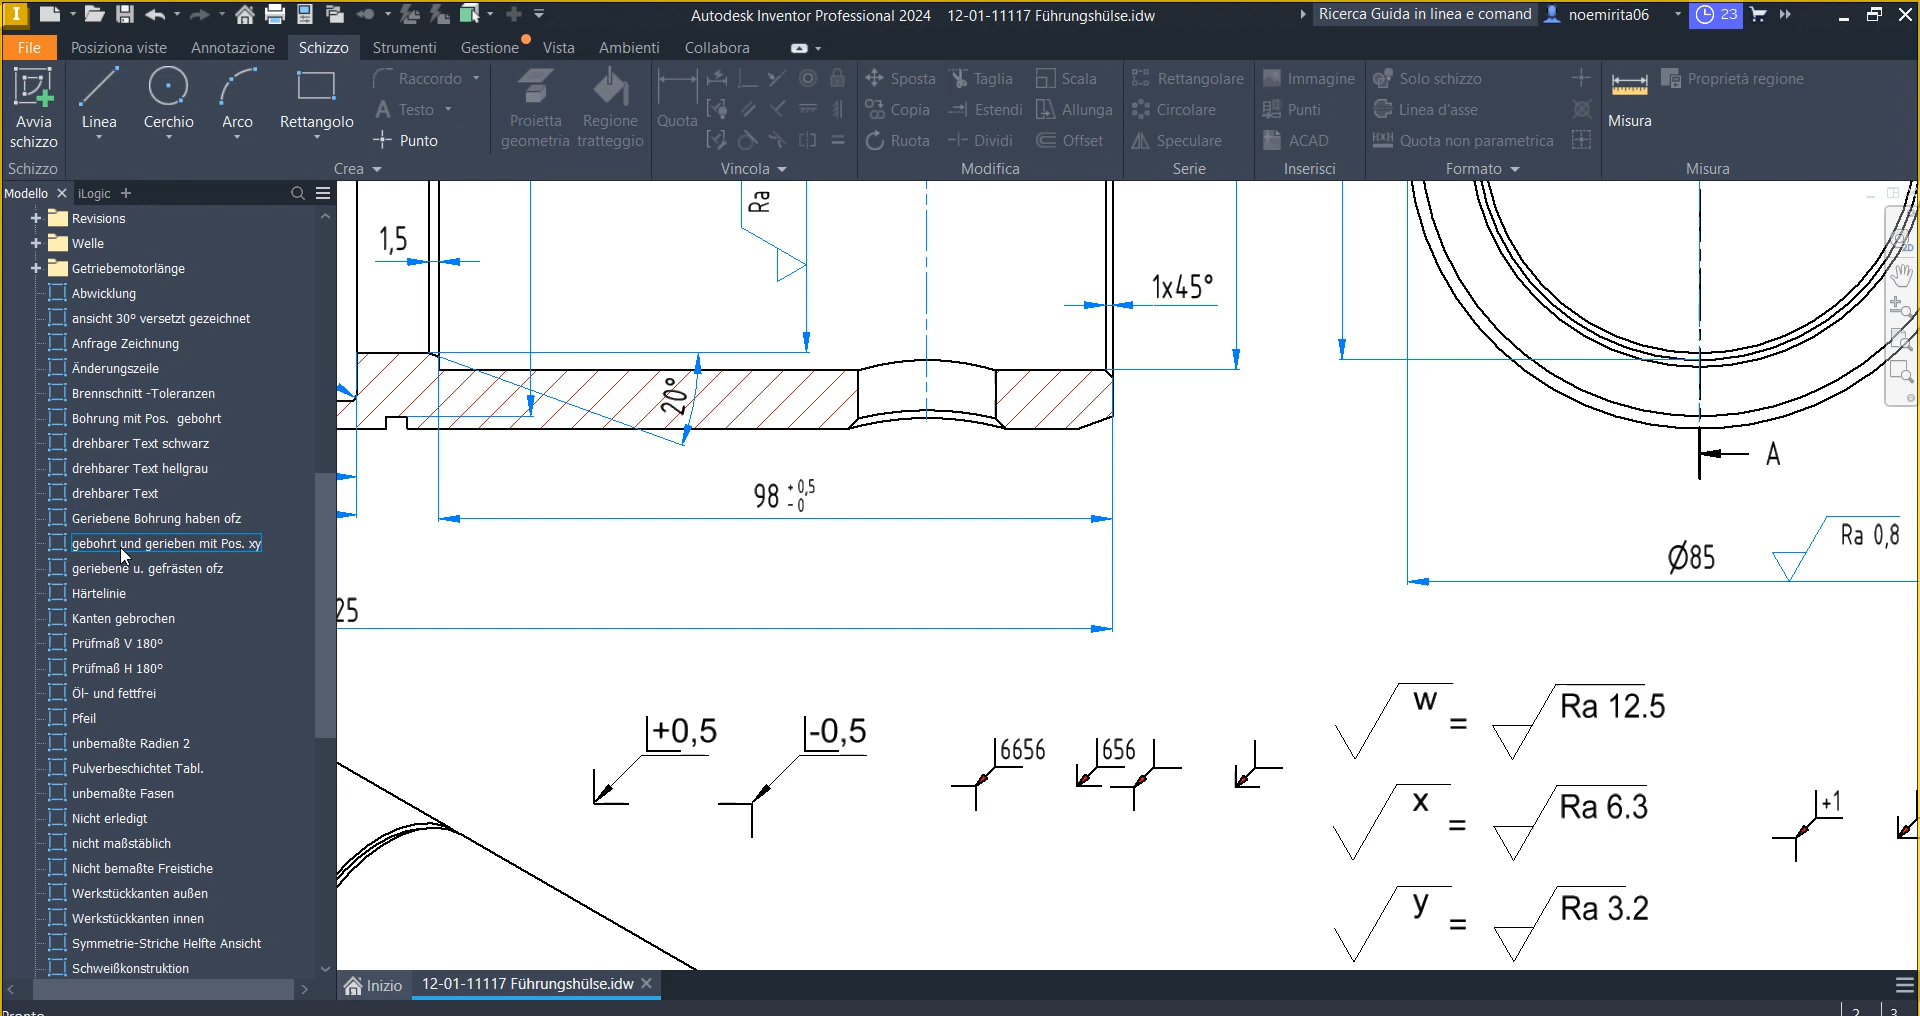 Autodesk Inventor Professional 2024 12-01-11117 Führungshülse.idw
Ricerca Guida in linea e comand
noemirita06
23
File Posiziona viste Annotazione Schizzo Strumenti Gestione Vista Ambienti Collabora
Avvia schizzo
Linea
Cerchio
Arco
Rettangolo
Raccordo
Testo
Punto
Proietta geometria
Regione tratteggio
Quota
Sposta
Copia
Ruota
Taglia
Estendi
Dividi
Scala
Allunga
Offset
Rettangolare
Circolare
Speculare
Immagine
Punti
ACAD
Solo schizzo
Linea d'asse
Quota non parametrica
Misura
Proprietà regione
Schizzo Crea Vincola Modifica Serie Inserisci Formato Misura
Modello iLogic
Revisions
Welle
Getriebemotorlänge
Abwicklung
ansicht 30° versetzt gezeichnet
Anfrage Zeichnung
Änderungszeile
Brennschnitt -Toleranzen
Bohrung mit Pos. gebohrt
drehbarer Text schwarz
drehbarer Text hellgrau
drehbarer Text
Geriebene Bohrung haben ofz
gebohrt und gerieben mit Pos. xy
geriebene u. gefrästen ofz
Härtelinie
Kanten gebrochen
Prüfmaß V 180°
Prüfmaß H 180°
Öl- und fettfrei
Pfeil
unbemaßte Radien 2
Pulverbeschichtet Tabl.
unbemaßte Fasen
Nicht erledigt
nicht maßstäblich
Nicht bemaßte Freistiche
Werkstückkanten außen
Werkstückkanten innen
Symmetrie-Striche Helfte Ansicht
Schweißkonstruktion
1,5
Ra
1x45°
20°
98 +0,5 -0
A
Ø85
Ra 0,8
25
+0,5
-0,5
6656
656
w = Ra 12.5
x = Ra 6.3
+1
y = Ra 3.2
Inizio
12-01-11117 Führungshülse.idw
2 3